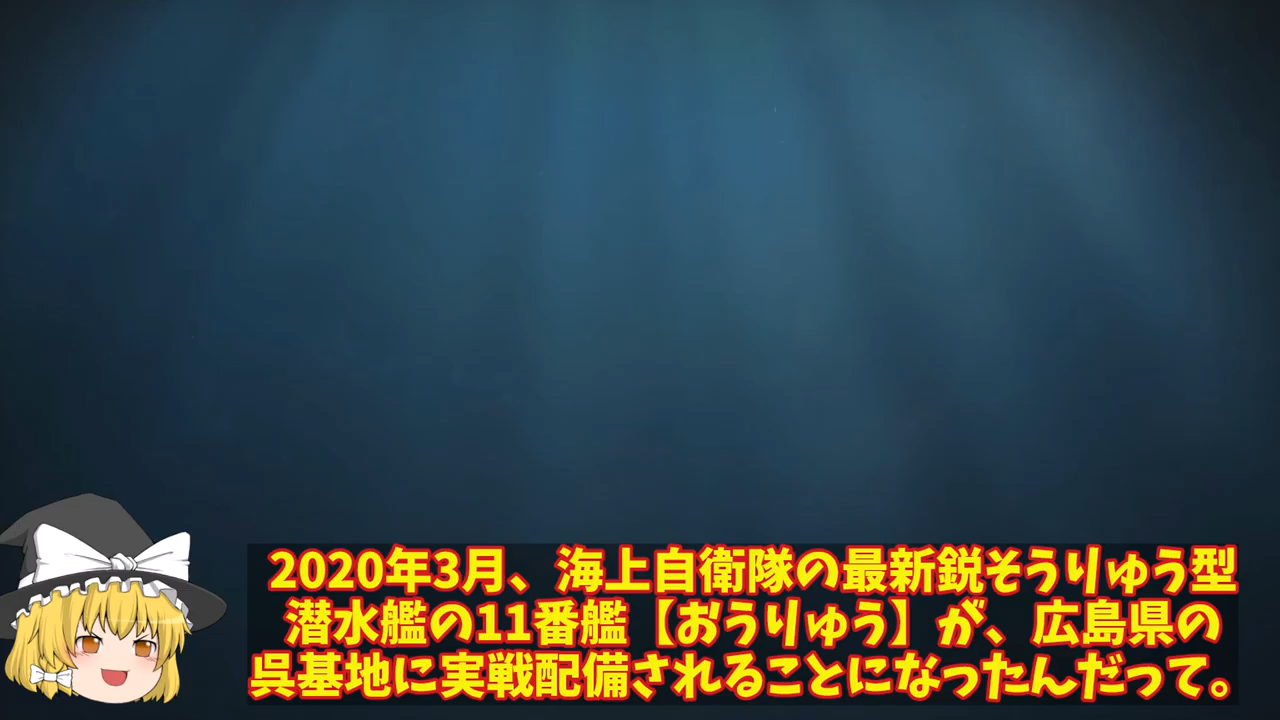 2020年3月、海上自衛隊の最新鋭そうりゅう型
潜水艦の11番艦【おうりゅう】が、広島県の
呉基地に実戦配備されることになったんだって。